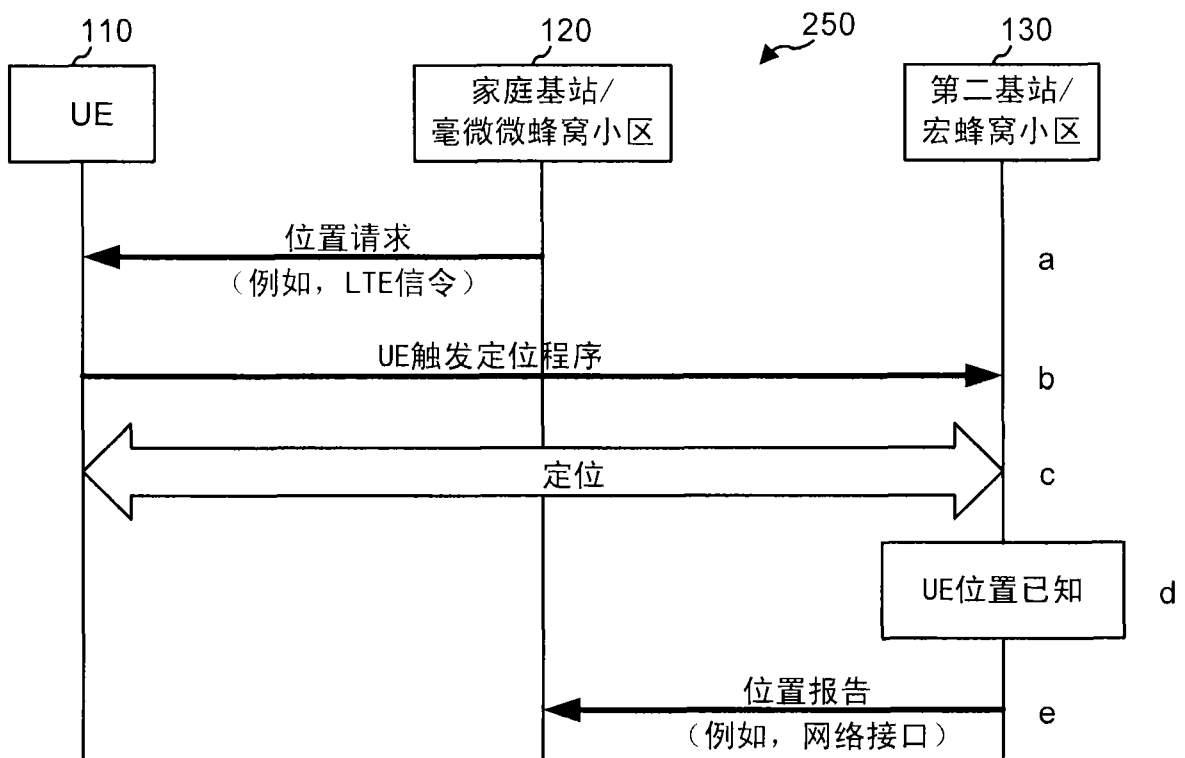 110
120
250
130
UE
家庭基站/
毫微微蜂窝小区
第二基站/
宏蜂窝小区
位置请求
（例如，LTE信令）
a
UE触发定位程序
b
定位
c
UE位置已知
d
位置报告
（例如，网络接口）
e